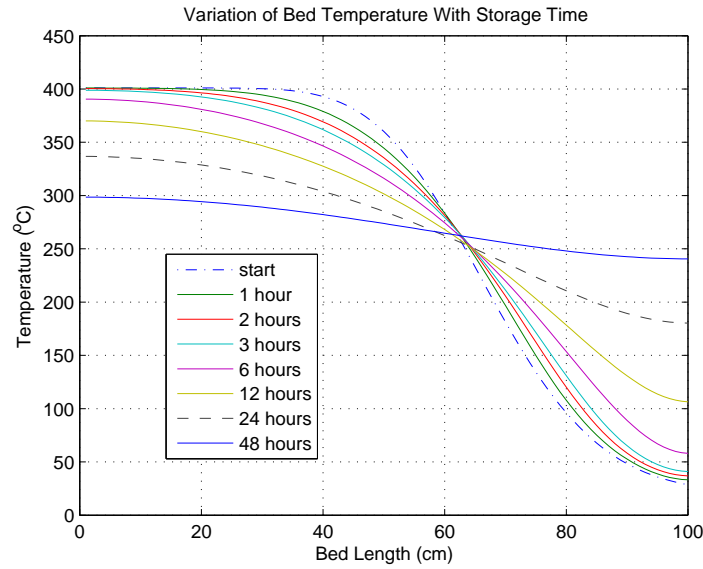 Variation of Bed Temperature With Storage Time
450
400
350
300
250
200
150
100
50
0
Temperature (⁰C)
start
1 hour
2 hours
3 hours
6 hours
12 hours
24 hours
48 hours
0 20 40 60 80 100
Bed Length (cm)